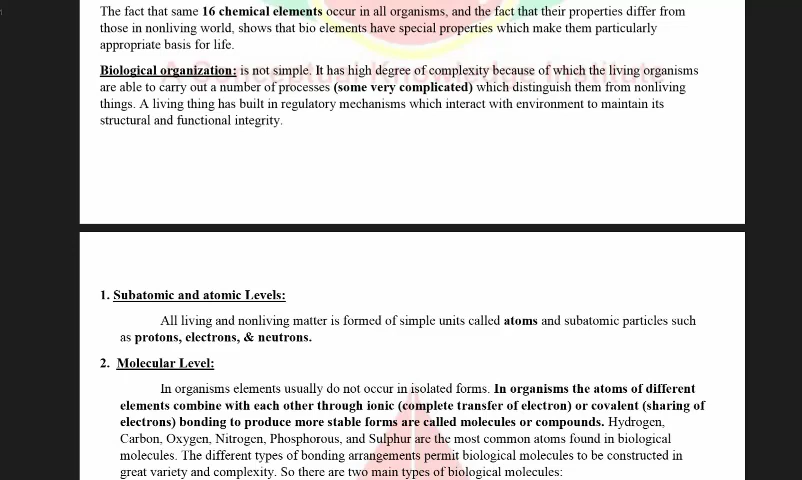 The fact that same 16 chemical elements occur in all organisms, and the fact that their properties differ from
those in nonliving world, shows that bio elements have special properties which make them particularly
appropriate basis for life.
Biological organization: is not simple. It has high degree of complexity because of which the living organisms
are able to carry out a number of processes (some very complicated) which distinguish them from nonliving
things. A living thing has built in regulatory mechanisms which interact with environment to maintain its
structural and functional integrity.
1. Subatomic and atomic Levels:
All living and nonliving matter is formed of simple units called atoms and subatomic particles such
as protons, electrons, & neutrons.
2. Molecular Level:
In organisms elements usually do not occur in isolated forms. In organisms the atoms of different
elements combine with each other through ionic (complete transfer of electron) or covalent (sharing of
electrons) bonding to produce more stable forms are called molecules or compounds. Hydrogen,
Carbon, Oxygen, Nitrogen, Phosphorous, and Sulphur are the most common atoms found in biological
molecules. The different types of bonding arrangements permit biological molecules to be constructed in
great variety and complexity. So there are two main types of biological molecules: